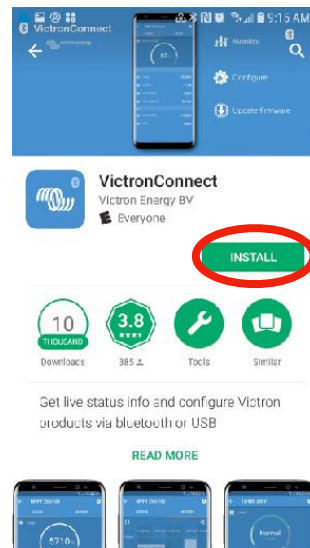 9:15 AM
VictronConnect
Monitor
Configure
Update firmware
VictronConnect
Victron Energy BV
Everyone
INSTALL
10
THOUSAND
3.8
Downloads
385
Tools
Similar
Get live status info and configure Victron
products via bluetooth or USB
READ MORE
5710
Normal